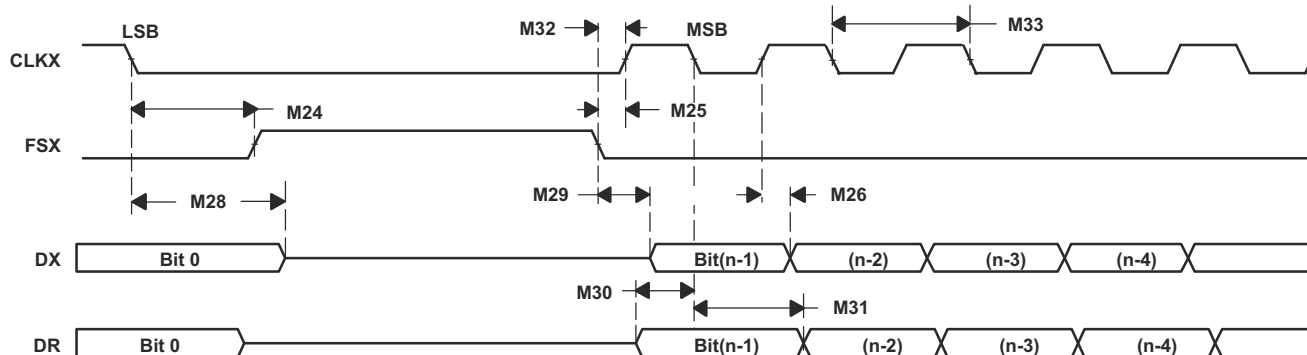 LSB M32 MSB M33
CLKX
M24 M25
FSX
M28 M29 M26
DX Bit 0 Bit(n-1) (n-2) (n-3) (n-4)
M30 M31
DR Bit 0 Bit(n-1) (n-2) (n-3) (n-4)